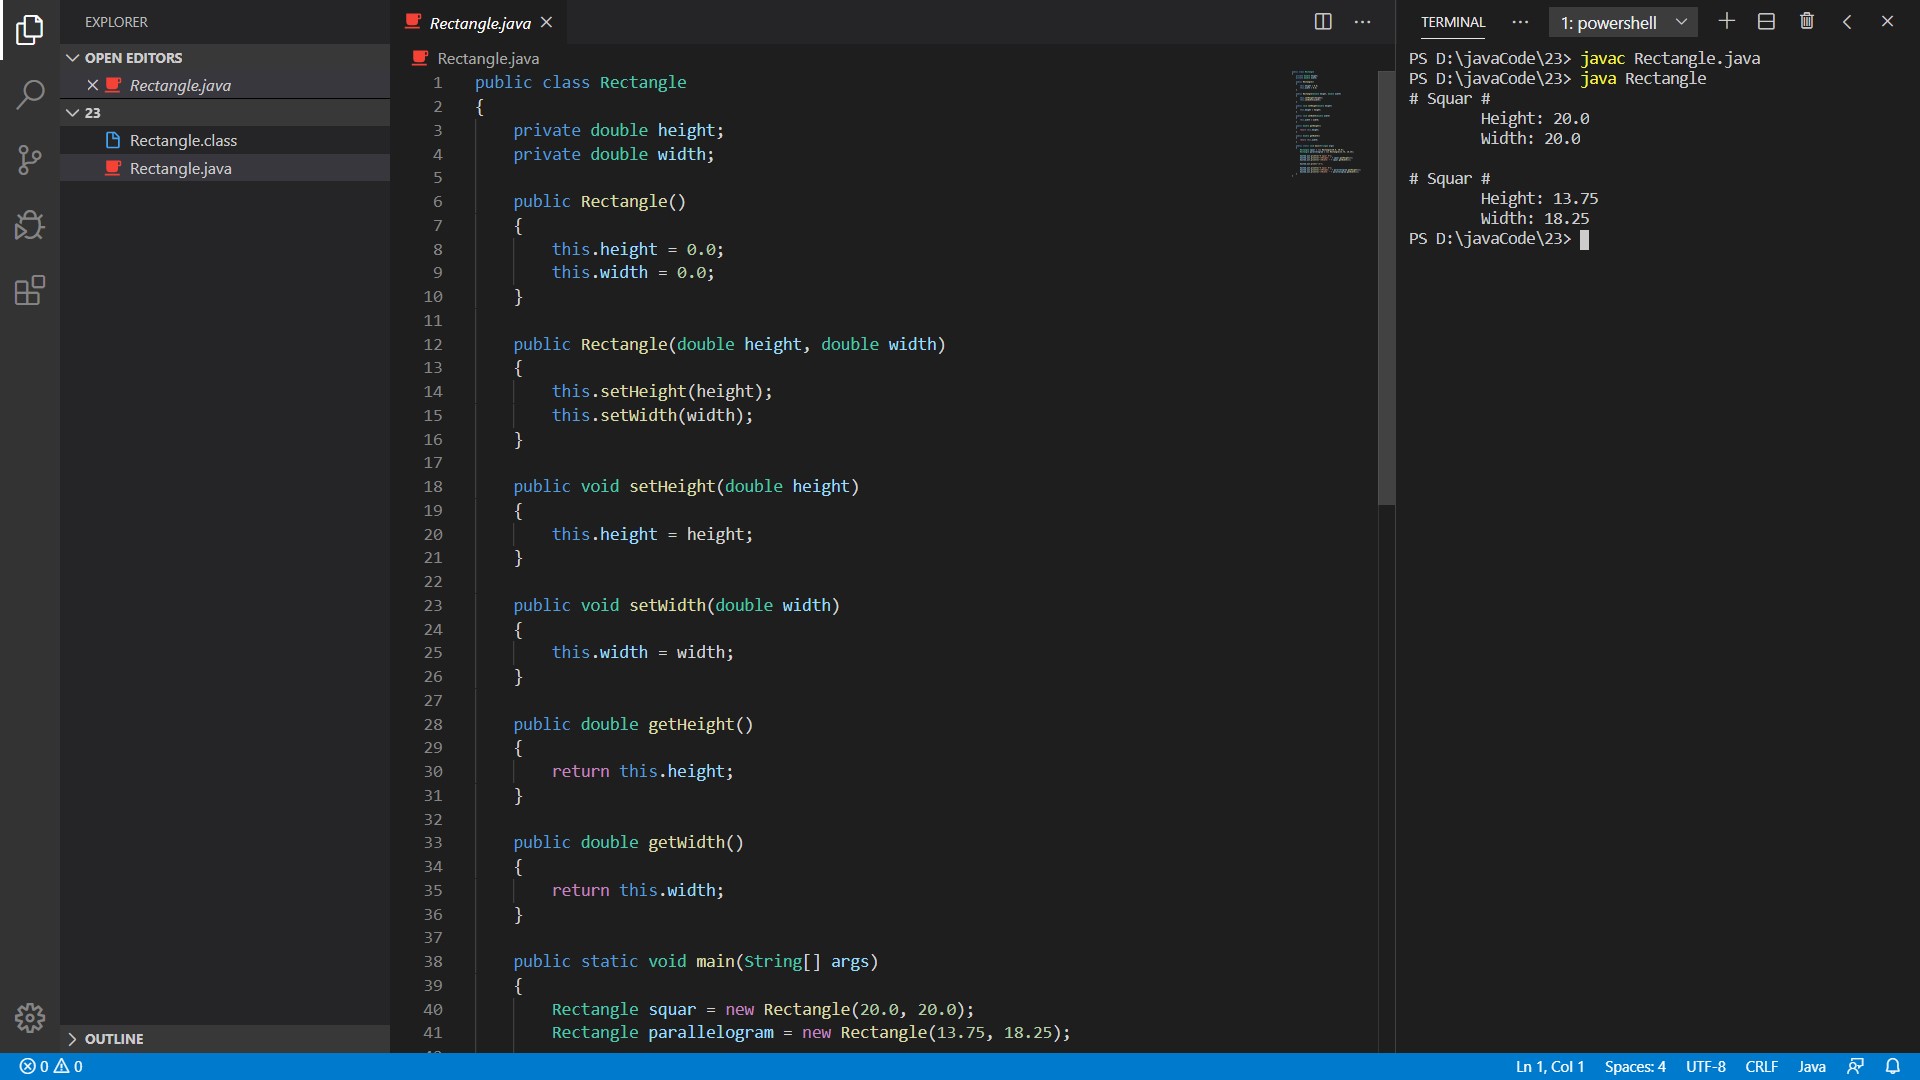 EXPLORER
OPEN EDITORS
Rectangle.java
23
Rectangle.class
Rectangle.java
OUTLINE
Rectangle.java
Rectangle.java
1 public class Rectangle
2 {
3     private double height;
4     private double width;
5
6     public Rectangle()
7     {
8         this.height = 0.0;
9         this.width = 0.0;
10     }
11
12     public Rectangle(double height, double width)
13     {
14         this.setHeight(height);
15         this.setWidth(width);
16     }
17
18     public void setHeight(double height)
19     {
20         this.height = height;
21     }
22
23     public void setWidth(double width)
24     {
25         this.width = width;
26     }
27
28     public double getHeight()
29     {
30         return this.height;
31     }
32
33     public double getWidth()
34     {
35         return this.width;
36     }
37
38     public static void main(String[] args)
39     {
40         Rectangle squar = new Rectangle(20.0, 20.0);
41         Rectangle parallelogram = new Rectangle(13.75, 18.25);
TERMINAL
1: powershell
PS D:\javaCode\23> javac Rectangle.java
PS D:\javaCode\23> java Rectangle
# Squar #
        Height: 20.0
        Width: 20.0

# Squar #
        Height: 13.75
        Width: 18.25
PS D:\javaCode\23>
0 0
Ln 1, Col 1 Spaces: 4 UTF-8 CRLF Java